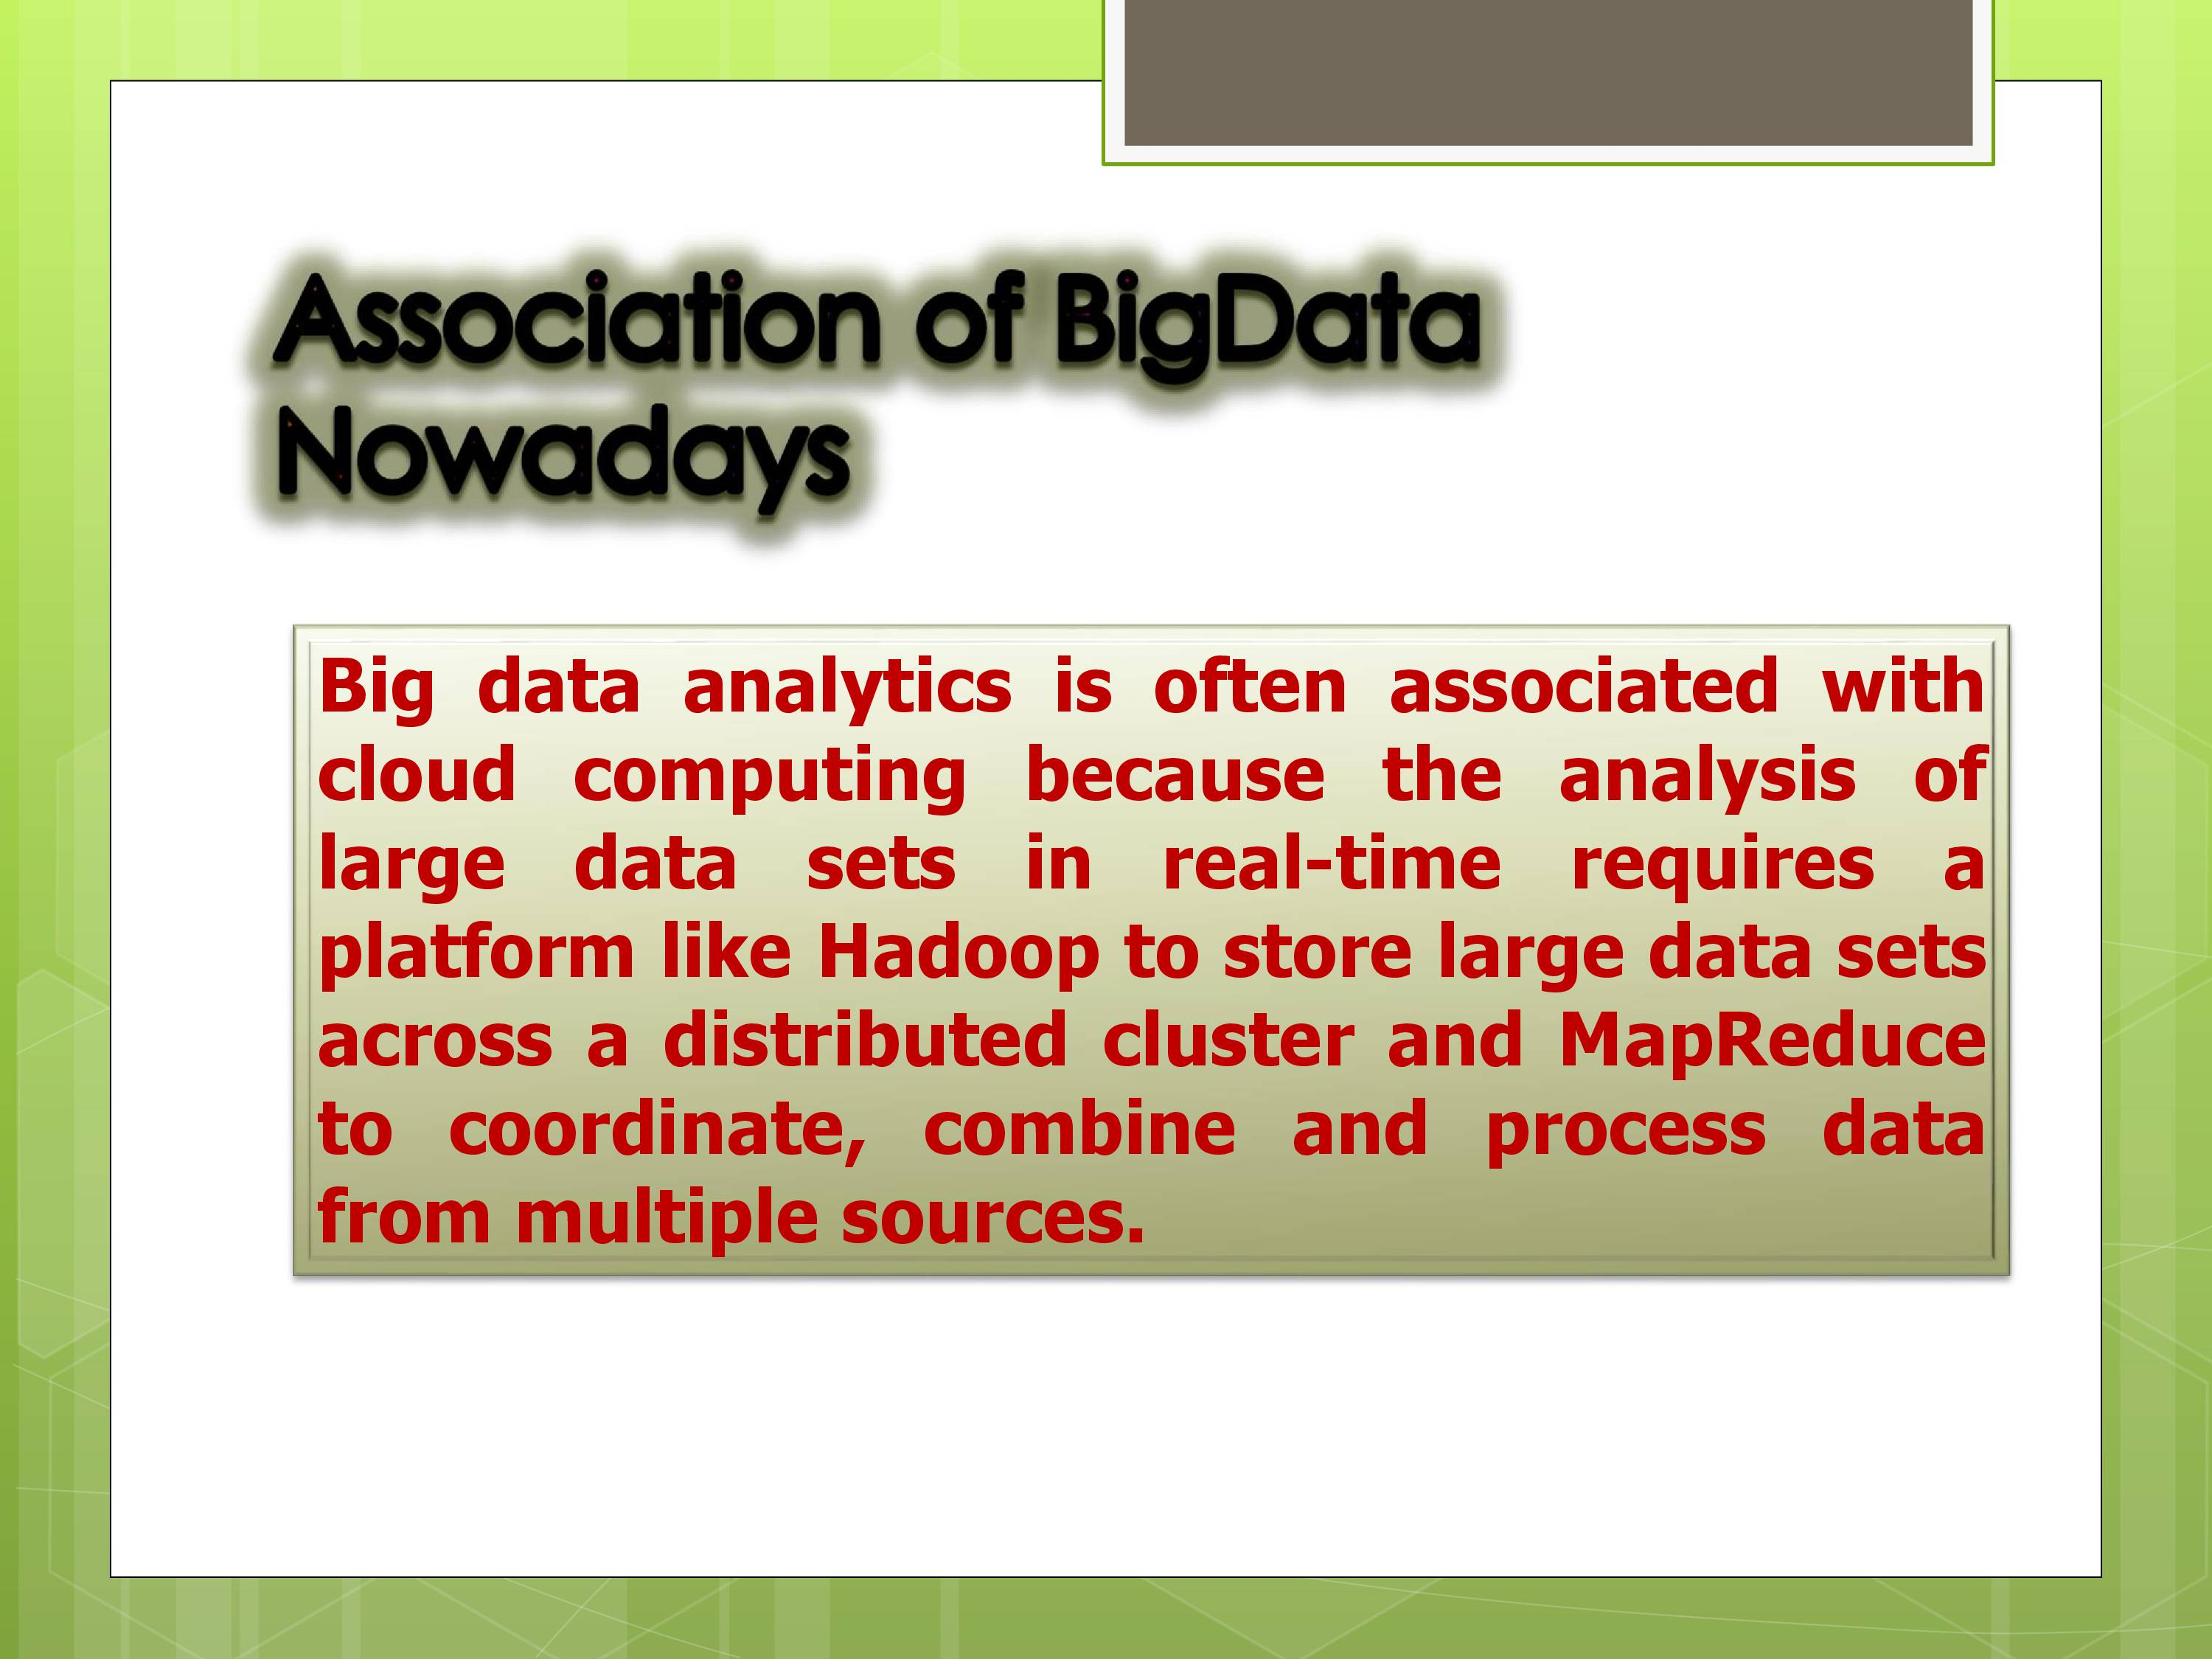 Association of BigData
Nowadays
Big data analytics is often associated with
cloud computing because the analysis of
large data sets in real-time requires a
platform like Hadoop to store large data sets
across a distributed cluster and MapReduce
to coordinate, combine and process data
from multiple sources.